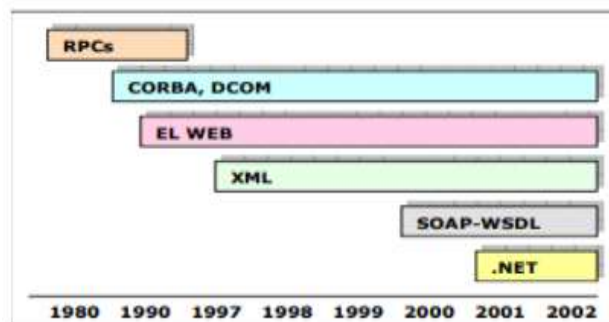 RPCs
CORBA, DCOM
EL WEB
XML
SOAP-WSDL
.NET
1980 1990 1997 1998 1999 2000 2001 2002